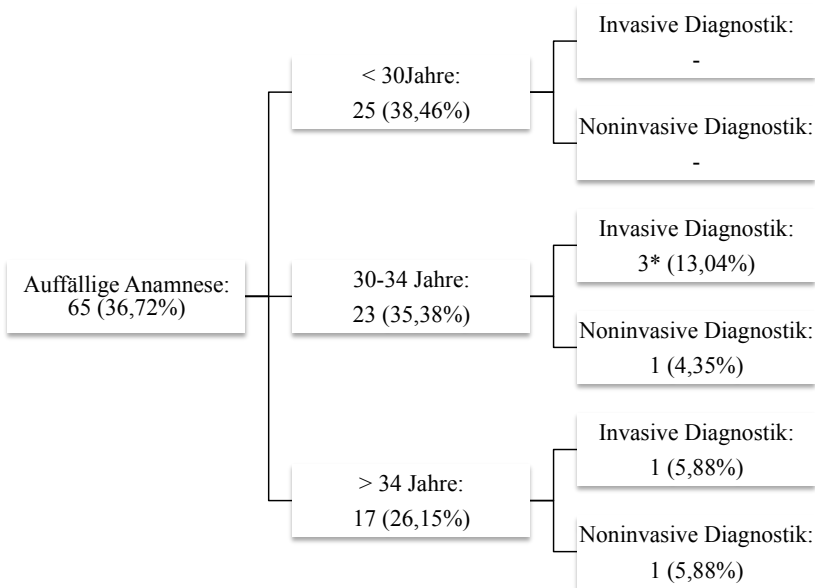 Auffällige Anamnese:
65 (36,72%)
< 30Jahre:
25 (38,46%)
Invasive Diagnostik:
-
Noninvasive Diagnostik:
-
30-34 Jahre:
23 (35,38%)
Invasive Diagnostik:
3* (13,04%)
Noninvasive Diagnostik:
1 (4,35%)
> 34 Jahre:
17 (26,15%)
Invasive Diagnostik:
1 (5,88%)
Noninvasive Diagnostik:
1 (5,88%)